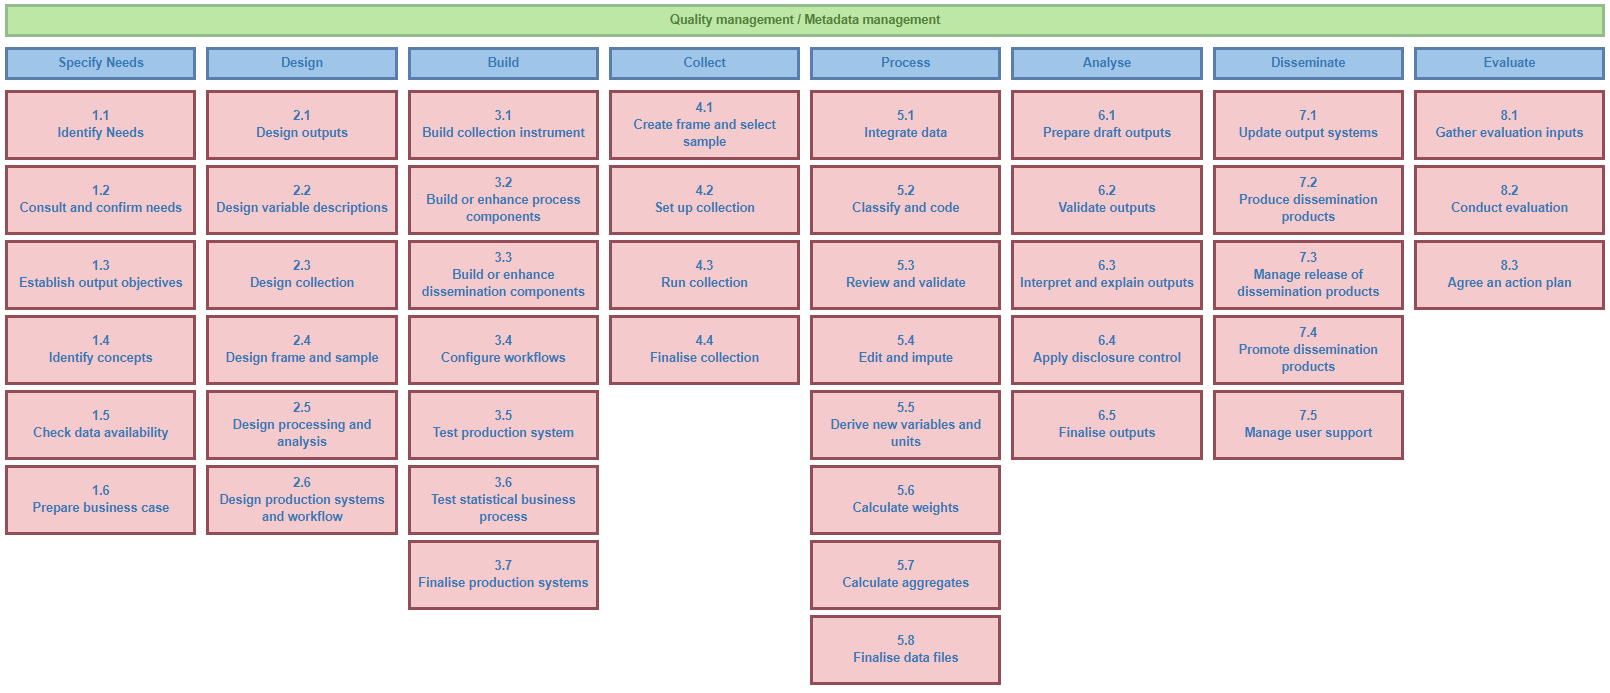 Quality management / Metadata management
Specify Needs
Design
Build
Collect
Process
Analyse
Disseminate
Evaluate
1.1
Identify Needs
1.2
Consult and confirm needs
1.3
Establish output objectives
1.4
Identify concepts
1.5
Check data availability
1.6
Prepare business case
2.1
Design outputs
2.2
Design variable descriptions
2.3
Design collection
2.4
Design frame and sample
2.5
Design processing and
analysis
2.6
Design production systems
and workflow
3.1
Build collection instrument
3.2
Build or enhance process
components
3.3
Build or enhance
dissemination components
3.4
Configure workflows
3.5
Test production system
3.6
Test statistical business
process
3.7
Finalise production systems
4.1
Create frame and select
sample
4.2
Set up collection
4.3
Run collection
4.4
Finalise collection
5.1
Integrate data
5.2
Classify and code
5.3
Review and validate
5.4
Edit and impute
5.5
Derive new variables and
units
5.6
Calculate weights
5.7
Calculate aggregates
5.8
Finalise data files
6.1
Prepare draft outputs
6.2
Validate outputs
6.3
Interpret and explain outputs
6.4
Apply disclosure control
6.5
Finalise outputs
7.1
Update output systems
7.2
Produce dissemination
products
7.3
Manage release of
dissemination products
7.4
Promote dissemination
products
7.5
Manage user support
8.1
Gather evaluation inputs
8.2
Conduct evaluation
8.3
Agree an action plan